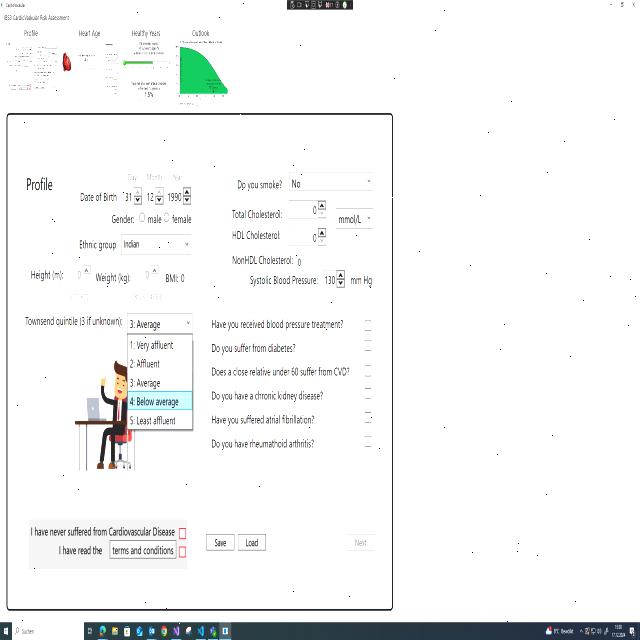 CardioVascular
JBS3 CardioVascular Risk Assessment
Profile
Heart Age
Healthy Years
Outlook
Profile
Day Month Year
Date of Birth 31 12 1990
Gender: male female
Ethnic group Indian
Height (m): 0 Weight (kg): 0 BMI: 0
Townsend quintile (3 if unknown): 3: Average
1: Very affluent
2: Affluent
3: Average
4: Below average
5: Least affluent
Dp you smoke? No
Total Cholesterol: 0
mmol/L
HDL Cholesterol: 0
NonHDL Cholesterol: 0
Systolic Blood Pressure: 130 mm Hg
Have you received blood pressure treatment?
Do you suffer from diabetes?
Does a close relative under 60 suffer from CVD?
Do you have a chronic kidney disease?
Have you suffered atrial fibrillation?
Do you have rheumathoid arthritis?
I have never suffered from Cardiovascular Disease
I have read the terms and conditions
Save Load Next
Suchen